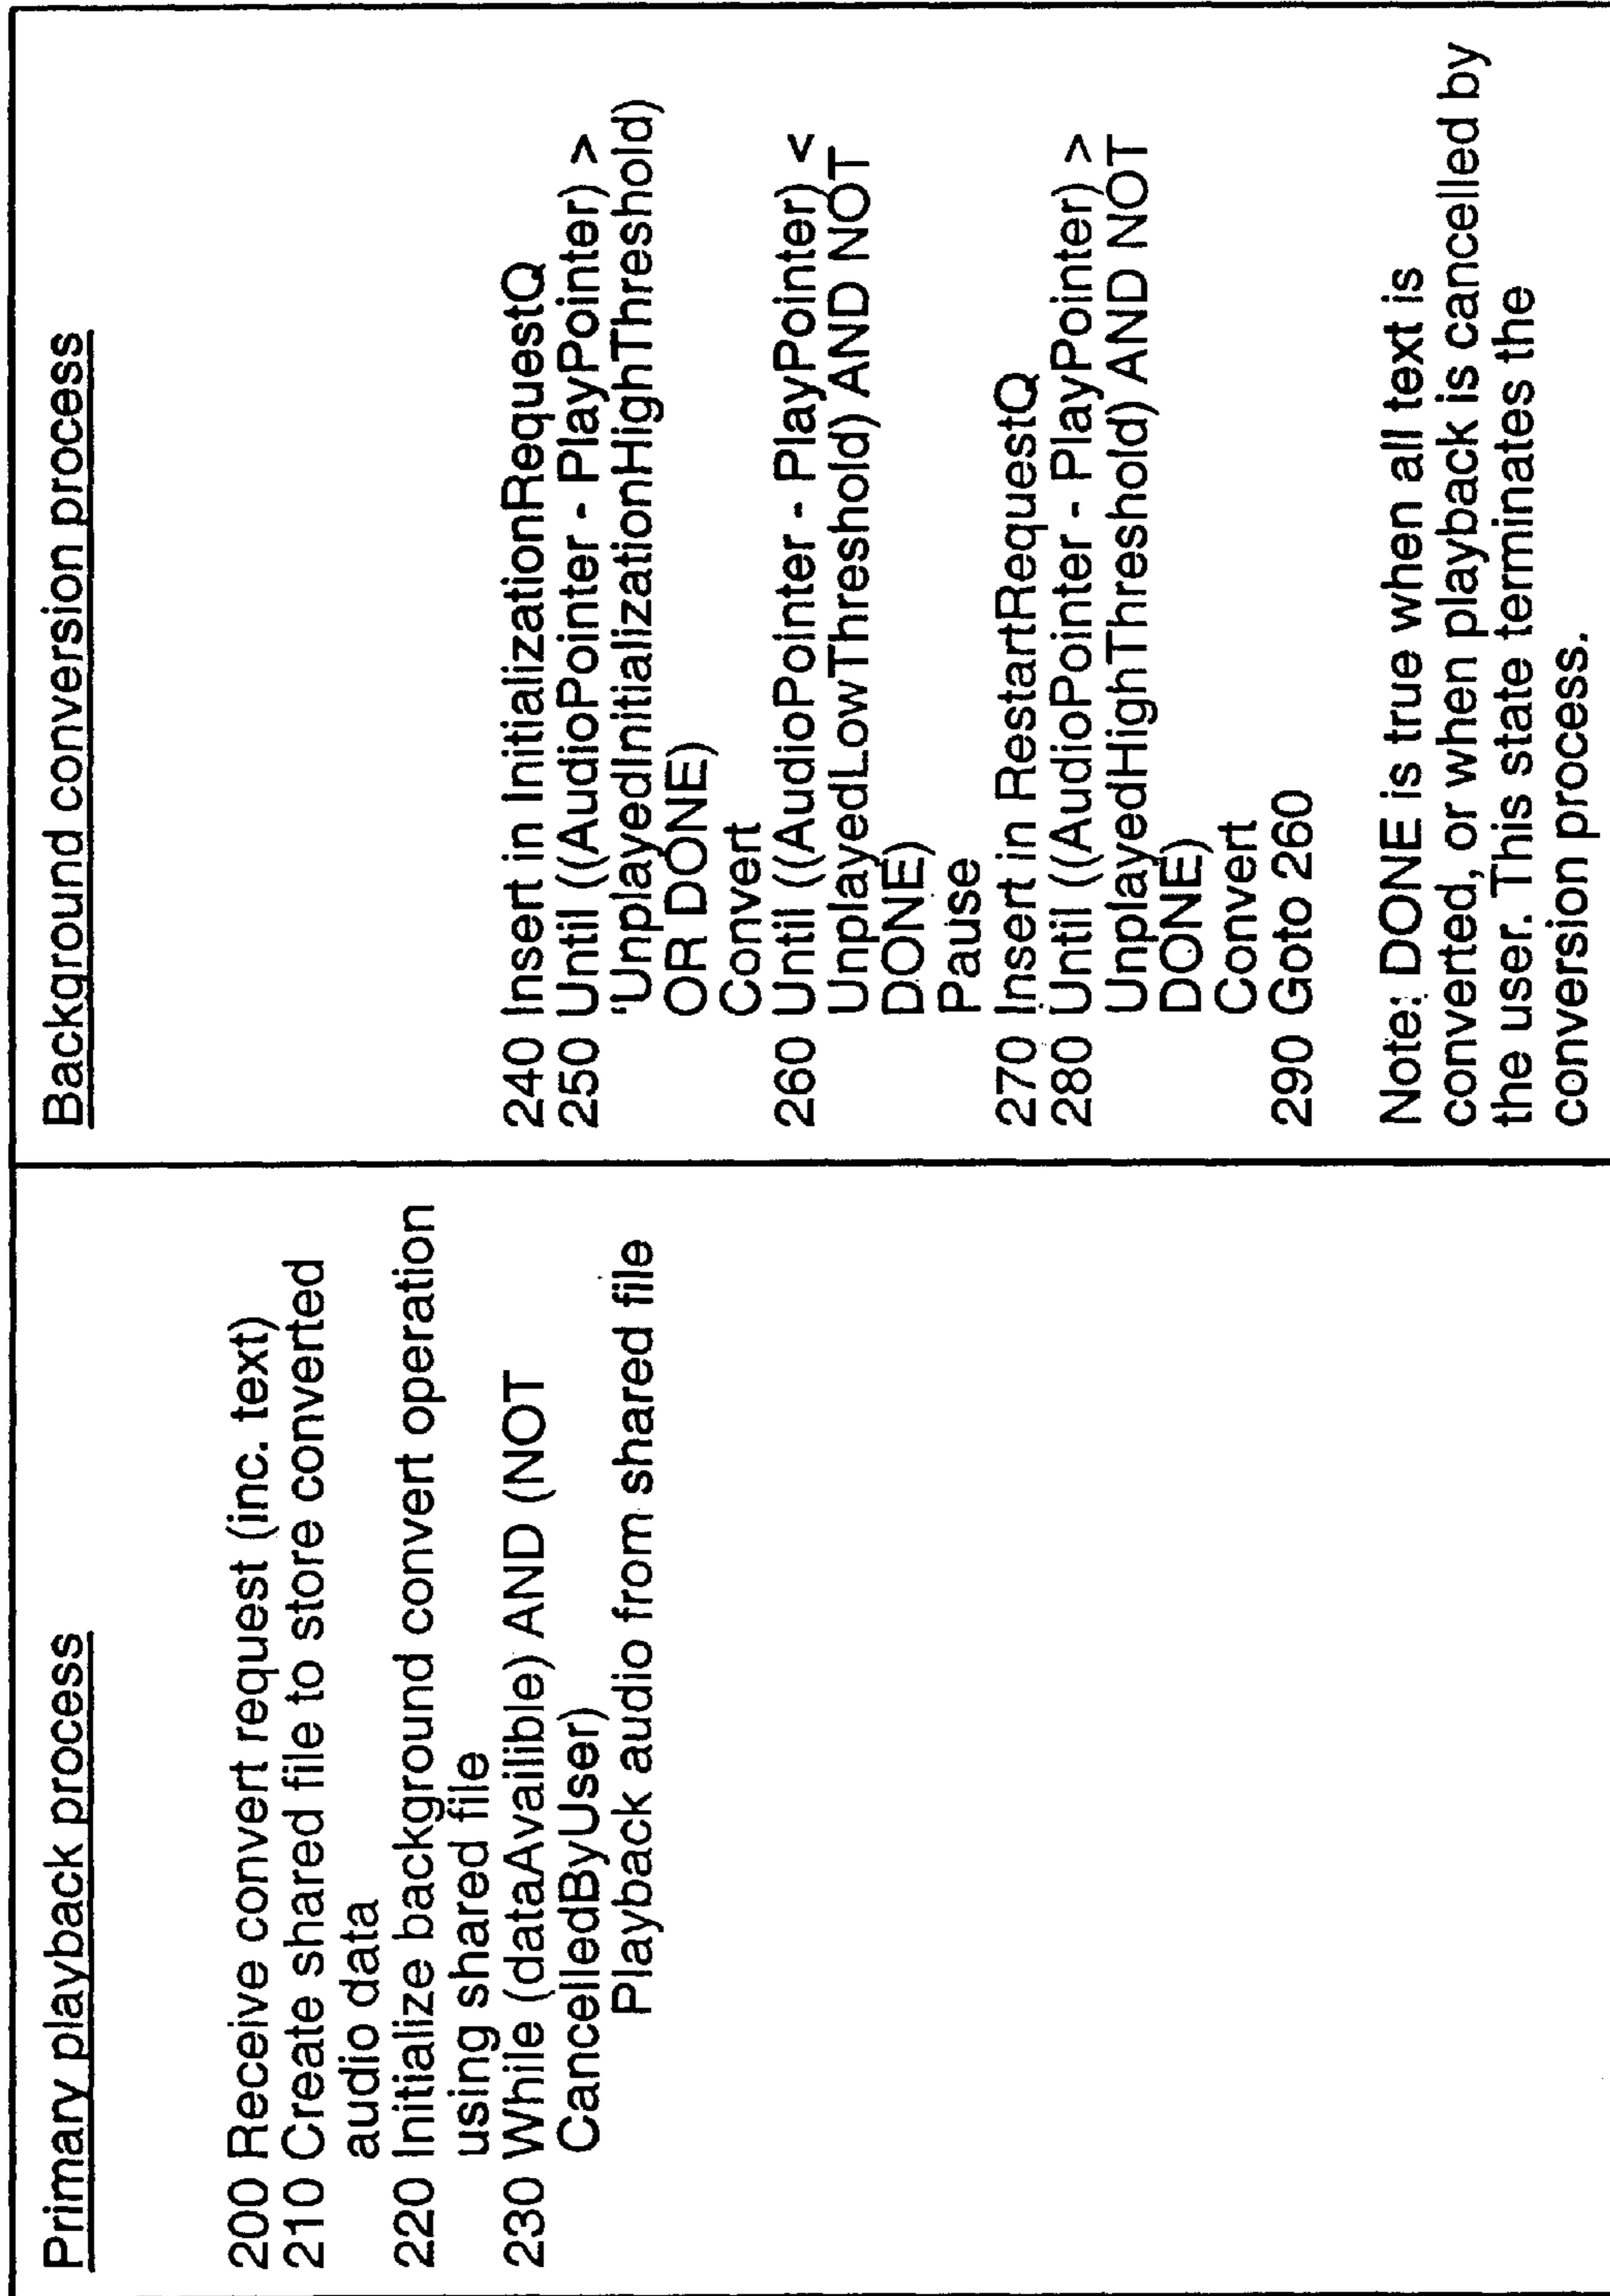 Primary playback process
200 Receive convert request (inc. text)
210 Create shared file to store converted
audio data
220 Initialize background convert operation
using shared file
230 While (dataAvailible) AND (NOT
CancelledByUser)
Playback audio from shared file
Background conversion process
240 Insert in InitializationRequestQ
250 Until ((AudioPointer - PlayPointer) >
'UnplayedInitializationHighThreshold)
OR DONE)
Convert
260 Until ((AudioPointer - PlayPointer) <
UnplayedLowThreshold) AND NOT
DONE)
Pause
270 Insert in RestartRequestQ
280 Until ((AudioPointer - PlayPointer) >
UnplayedHighThreshold) AND NOT
DONE)
Convert
290 Goto 260
Note: DONE is true when all text is
converted, or when playback is cancelled by
the user. This state terminates the
conversion process.